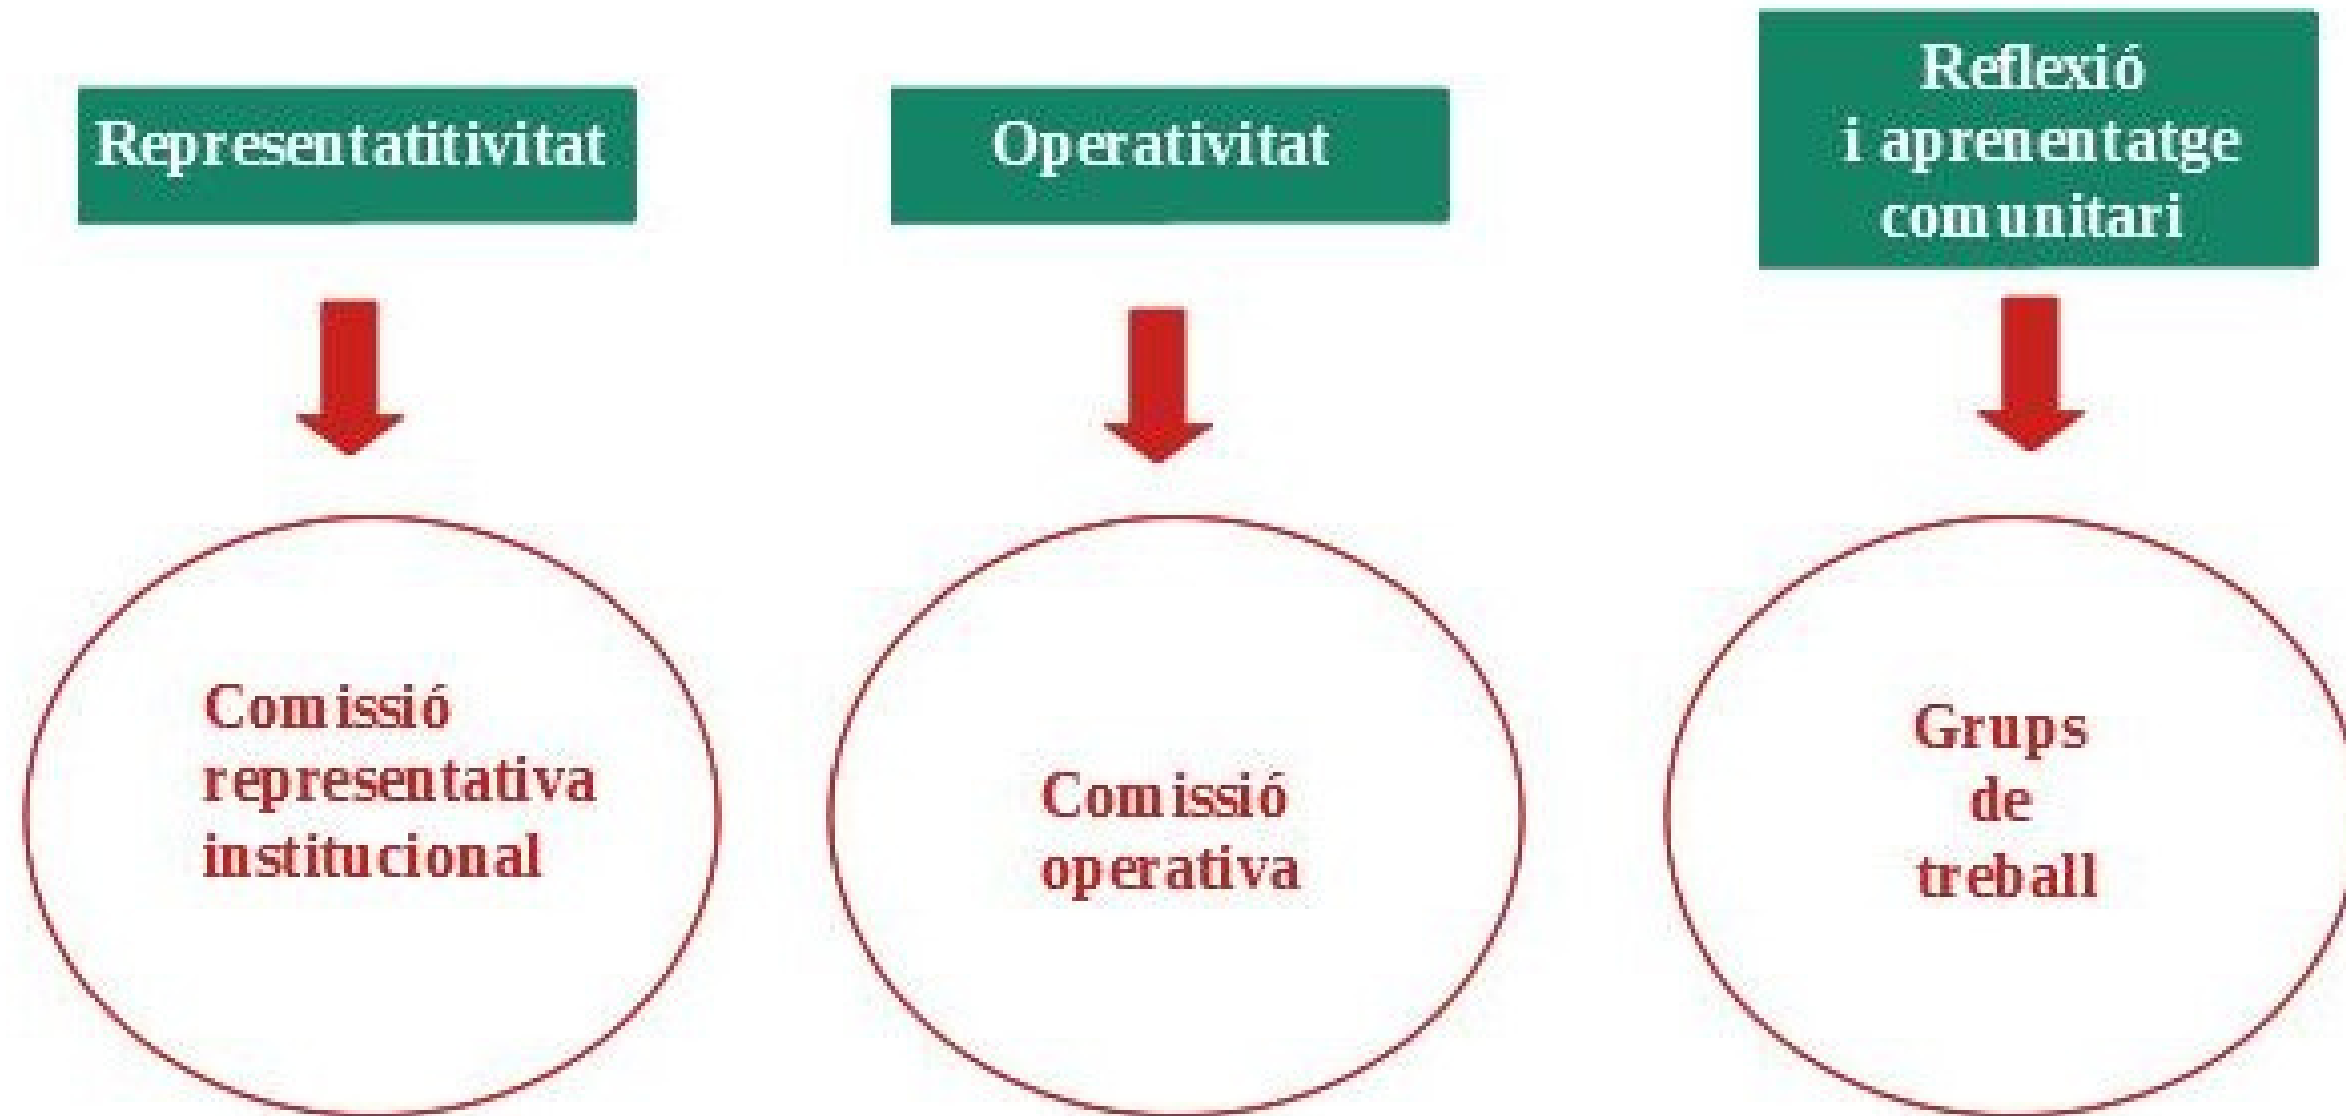 Representatitivitat
Operativitat
Reflexió
i aprenentatge
comunitari
Comissió
representativa
institucional
Comissió
operativa
Grups
de
treball